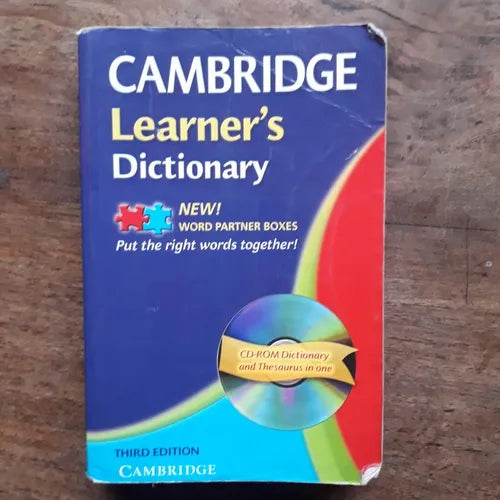 CAMBRIDGE
Learner's
Dictionary
NEW!
WORD PARTNER BOXES
Put the right words together!
CD-ROM Dictionary
and Thesaurus in one
THIRD EDITION
CAMBRIDGE